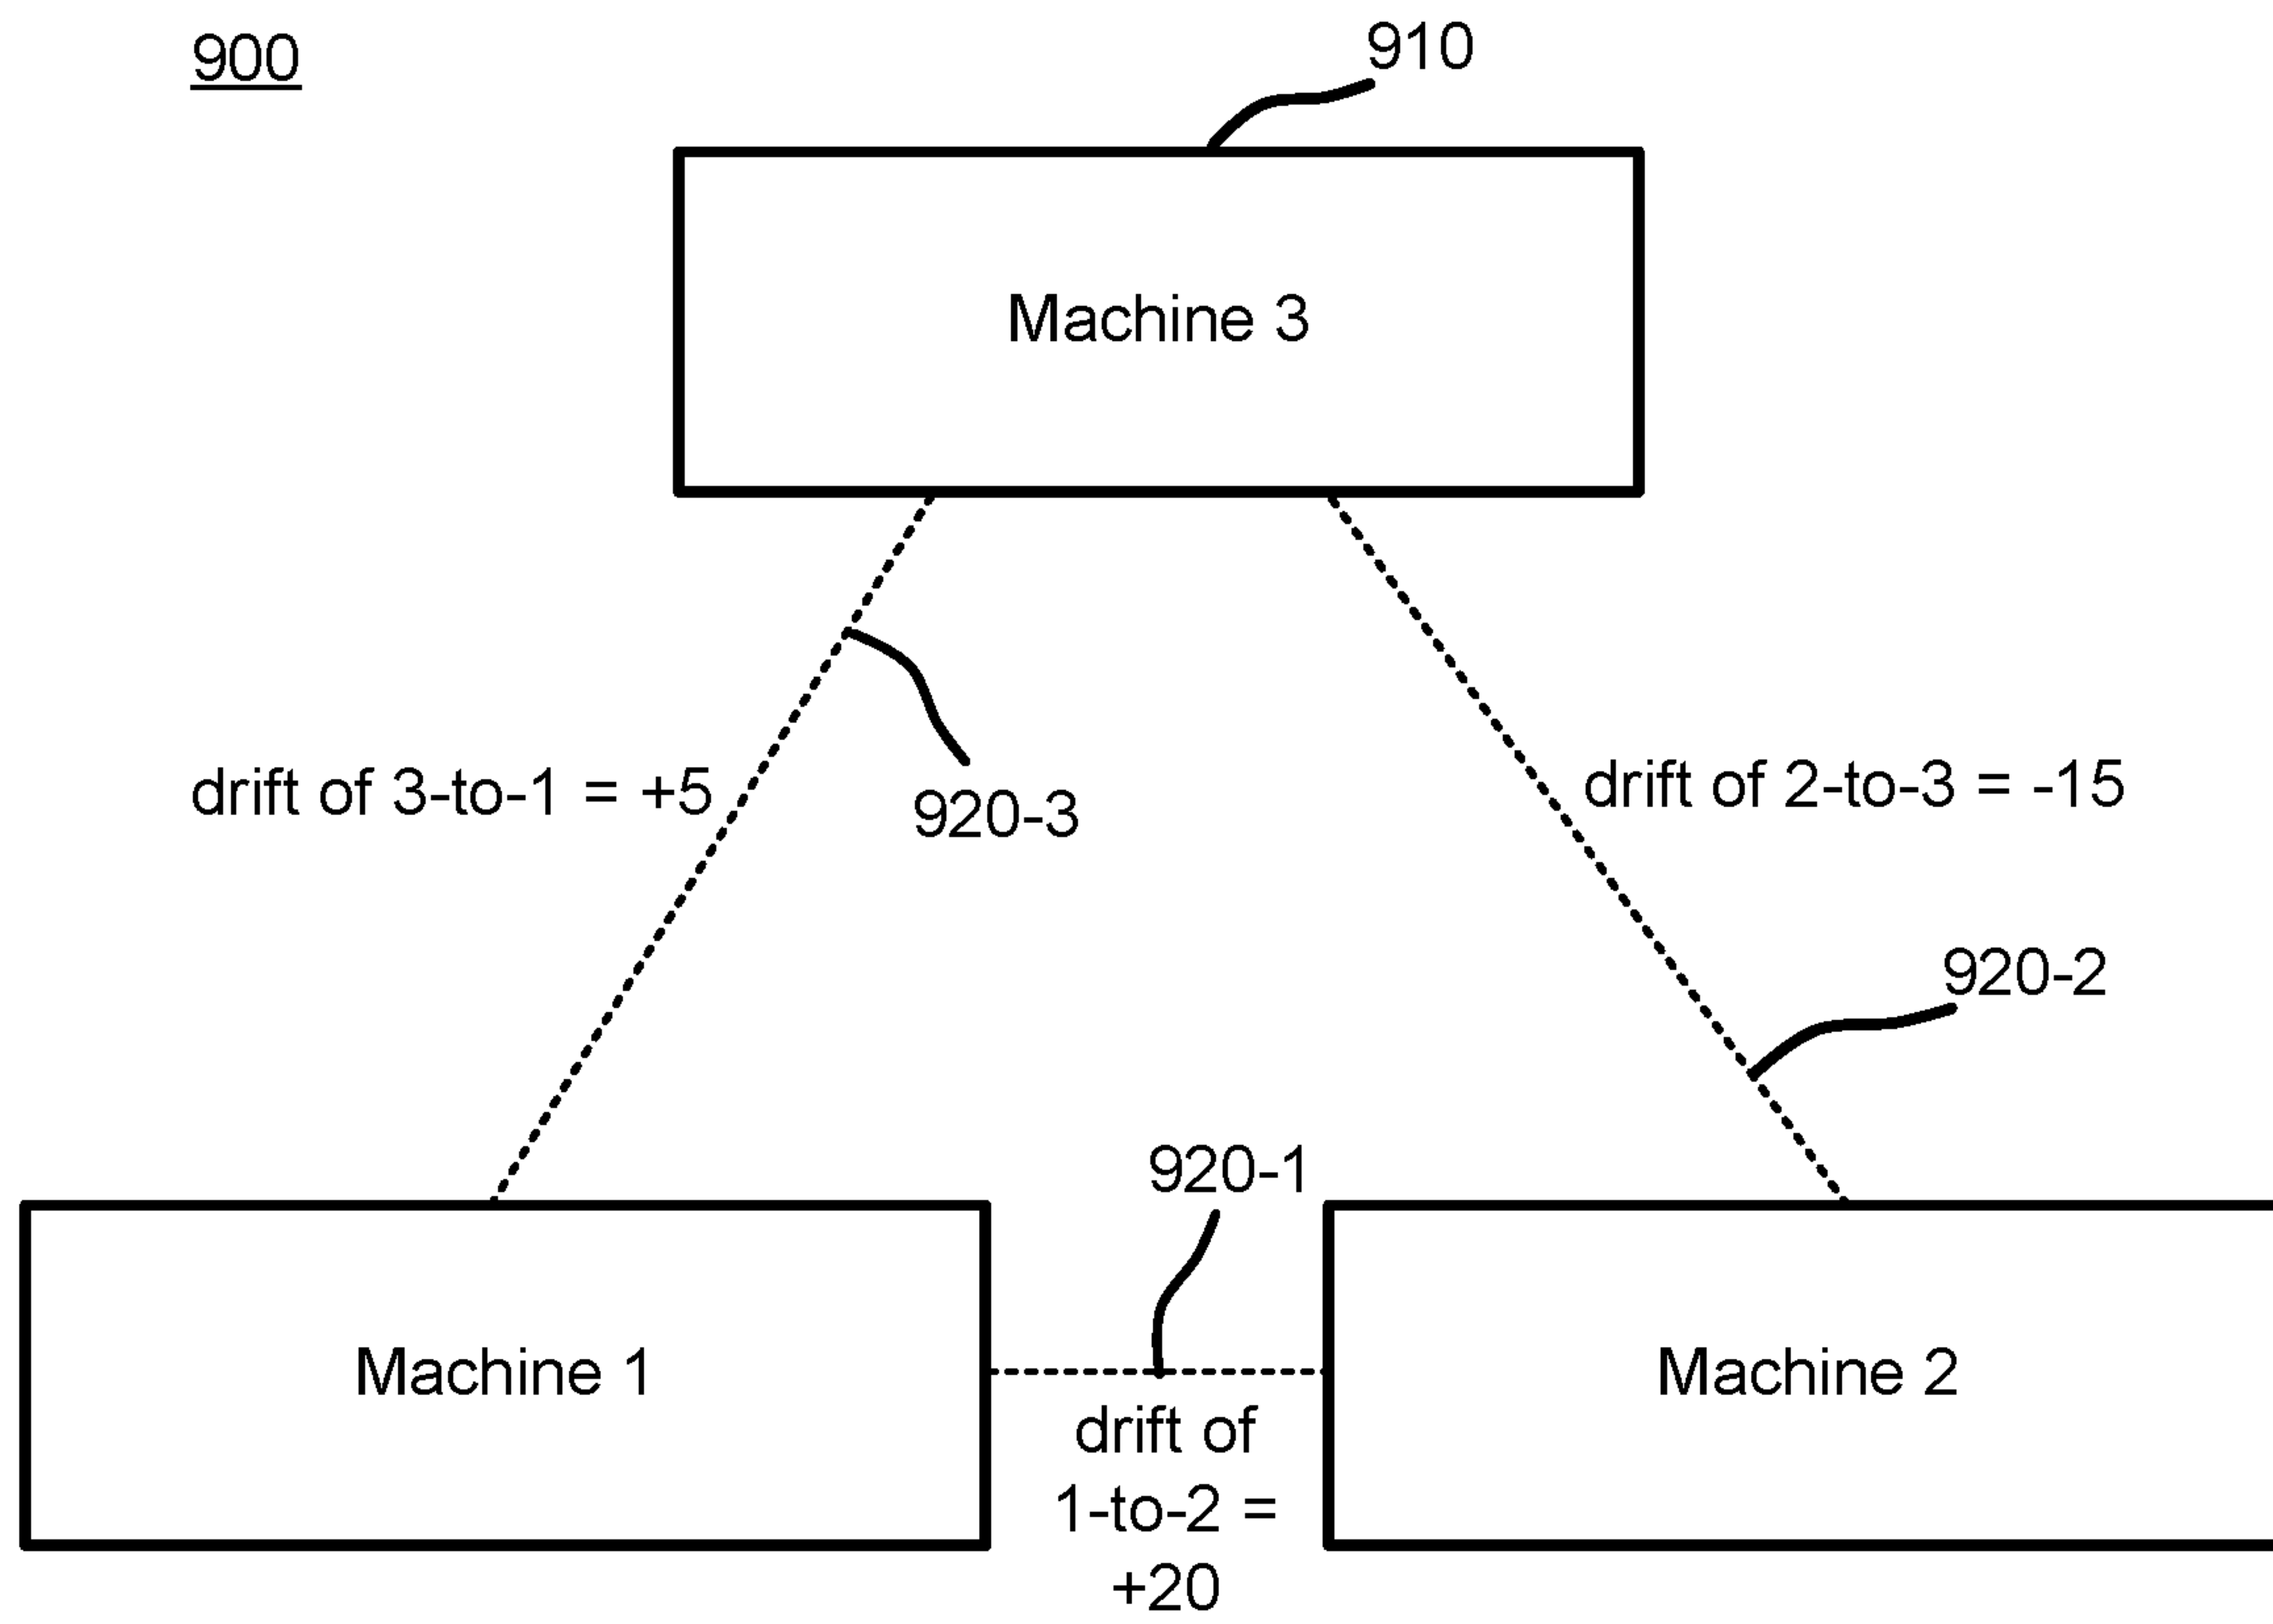 900
910
Machine 3
drift of 3-to-1 = +5
drift of 2-to-3 = -15
920-3
920-2
920-1
Machine 1
Machine 2
drift of
1-to-2 =
+20